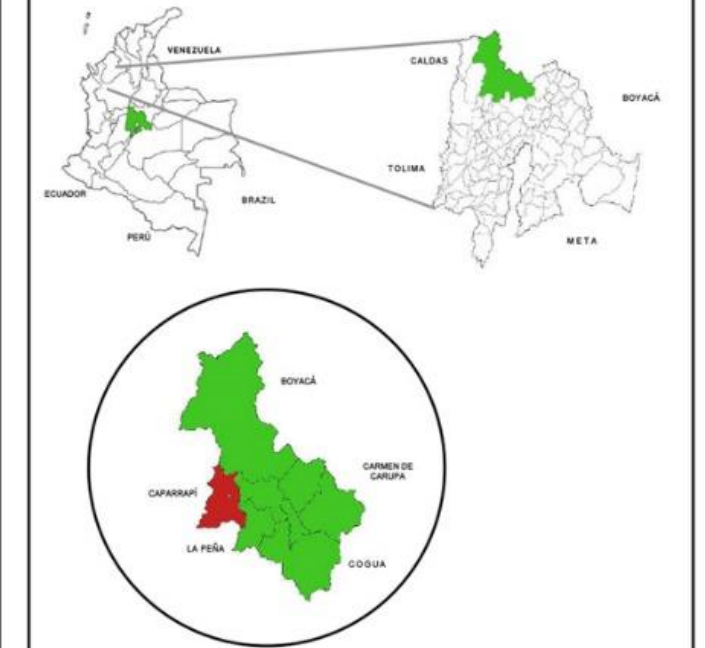 VENEZUELA
ECUADOR
PERÚ
BRAZIL
CALDAS
BOYACÁ
TOLIMA
META
BOYACÁ
CARMEN DE
CARUPA
CAPARRAPÍ
LA PEÑA
COGUA